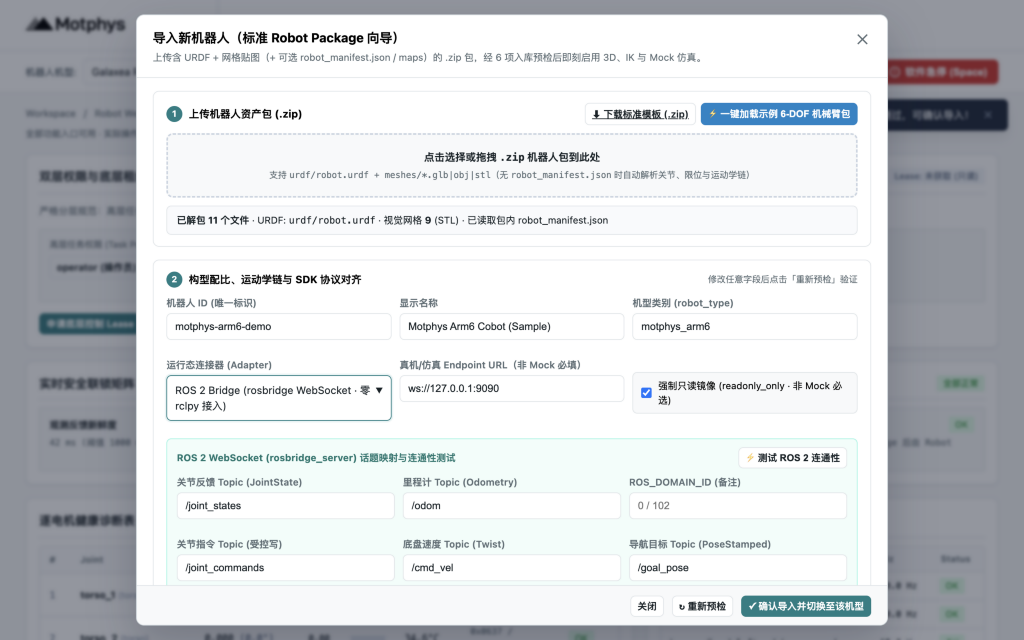 Motphys
导入新机器人（标准 Robot Package 向导）
上传含 URDF + 网格贴图（+ 可选 robot_manifest.json / maps）的 .zip 包，经 6 项入库预检后即刻启用 3D、IK 与 Mock 仿真。
机器人机型:
软件急停 (Space)
1 上传机器人资产包 (.zip)
⬇ 下载标准模板 (.zip)
⚡ 一键加载示例 6-DOF 机械臂包
点击选择或拖拽 .zip 机器人包到此处
支持 urdf/robot.urdf + meshes/*.glb|obj|stl（无 robot_manifest.json 时自动解析关节、限位与运动学链）
已解包 11 个文件 · URDF: urdf/robot.urdf · 视觉网格 9 (STL) · 已读取包内 robot_manifest.json
2 构型配比、运动学链与 SDK 协议对齐
修改任意字段后点击「重新预检」验证
机器人 ID (唯一标识)
显示名称
机型类别 (robot_type)
motphys-arm6-demo
Motphys Arm6 Cobot (Sample)
motphys_arm6
运行态连接器 (Adapter)
真机/仿真 Endpoint URL（非 Mock 必填）
ROS 2 Bridge (rosbridge WebSocket · 零 rclpy 接入) ▼
ws://127.0.0.1:9090
强制只读镜像 (readonly_only · 非 Mock 必选)
ROS 2 WebSocket (rosbridge_server) 话题映射与连通性测试
⚡ 测试 ROS 2 连通性
关节反馈 Topic (JointState)
里程计 Topic (Odometry)
ROS_DOMAIN_ID (备注)
/joint_states
/odom
0 / 102
关节指令 Topic (受控写)
底盘速度 Topic (Twist)
导航目标 Topic (PoseStamped)
/joint_commands
/cmd_vel
/goal_pose
关闭
↻ 重新预检
✓ 确认导入并切换至该机型